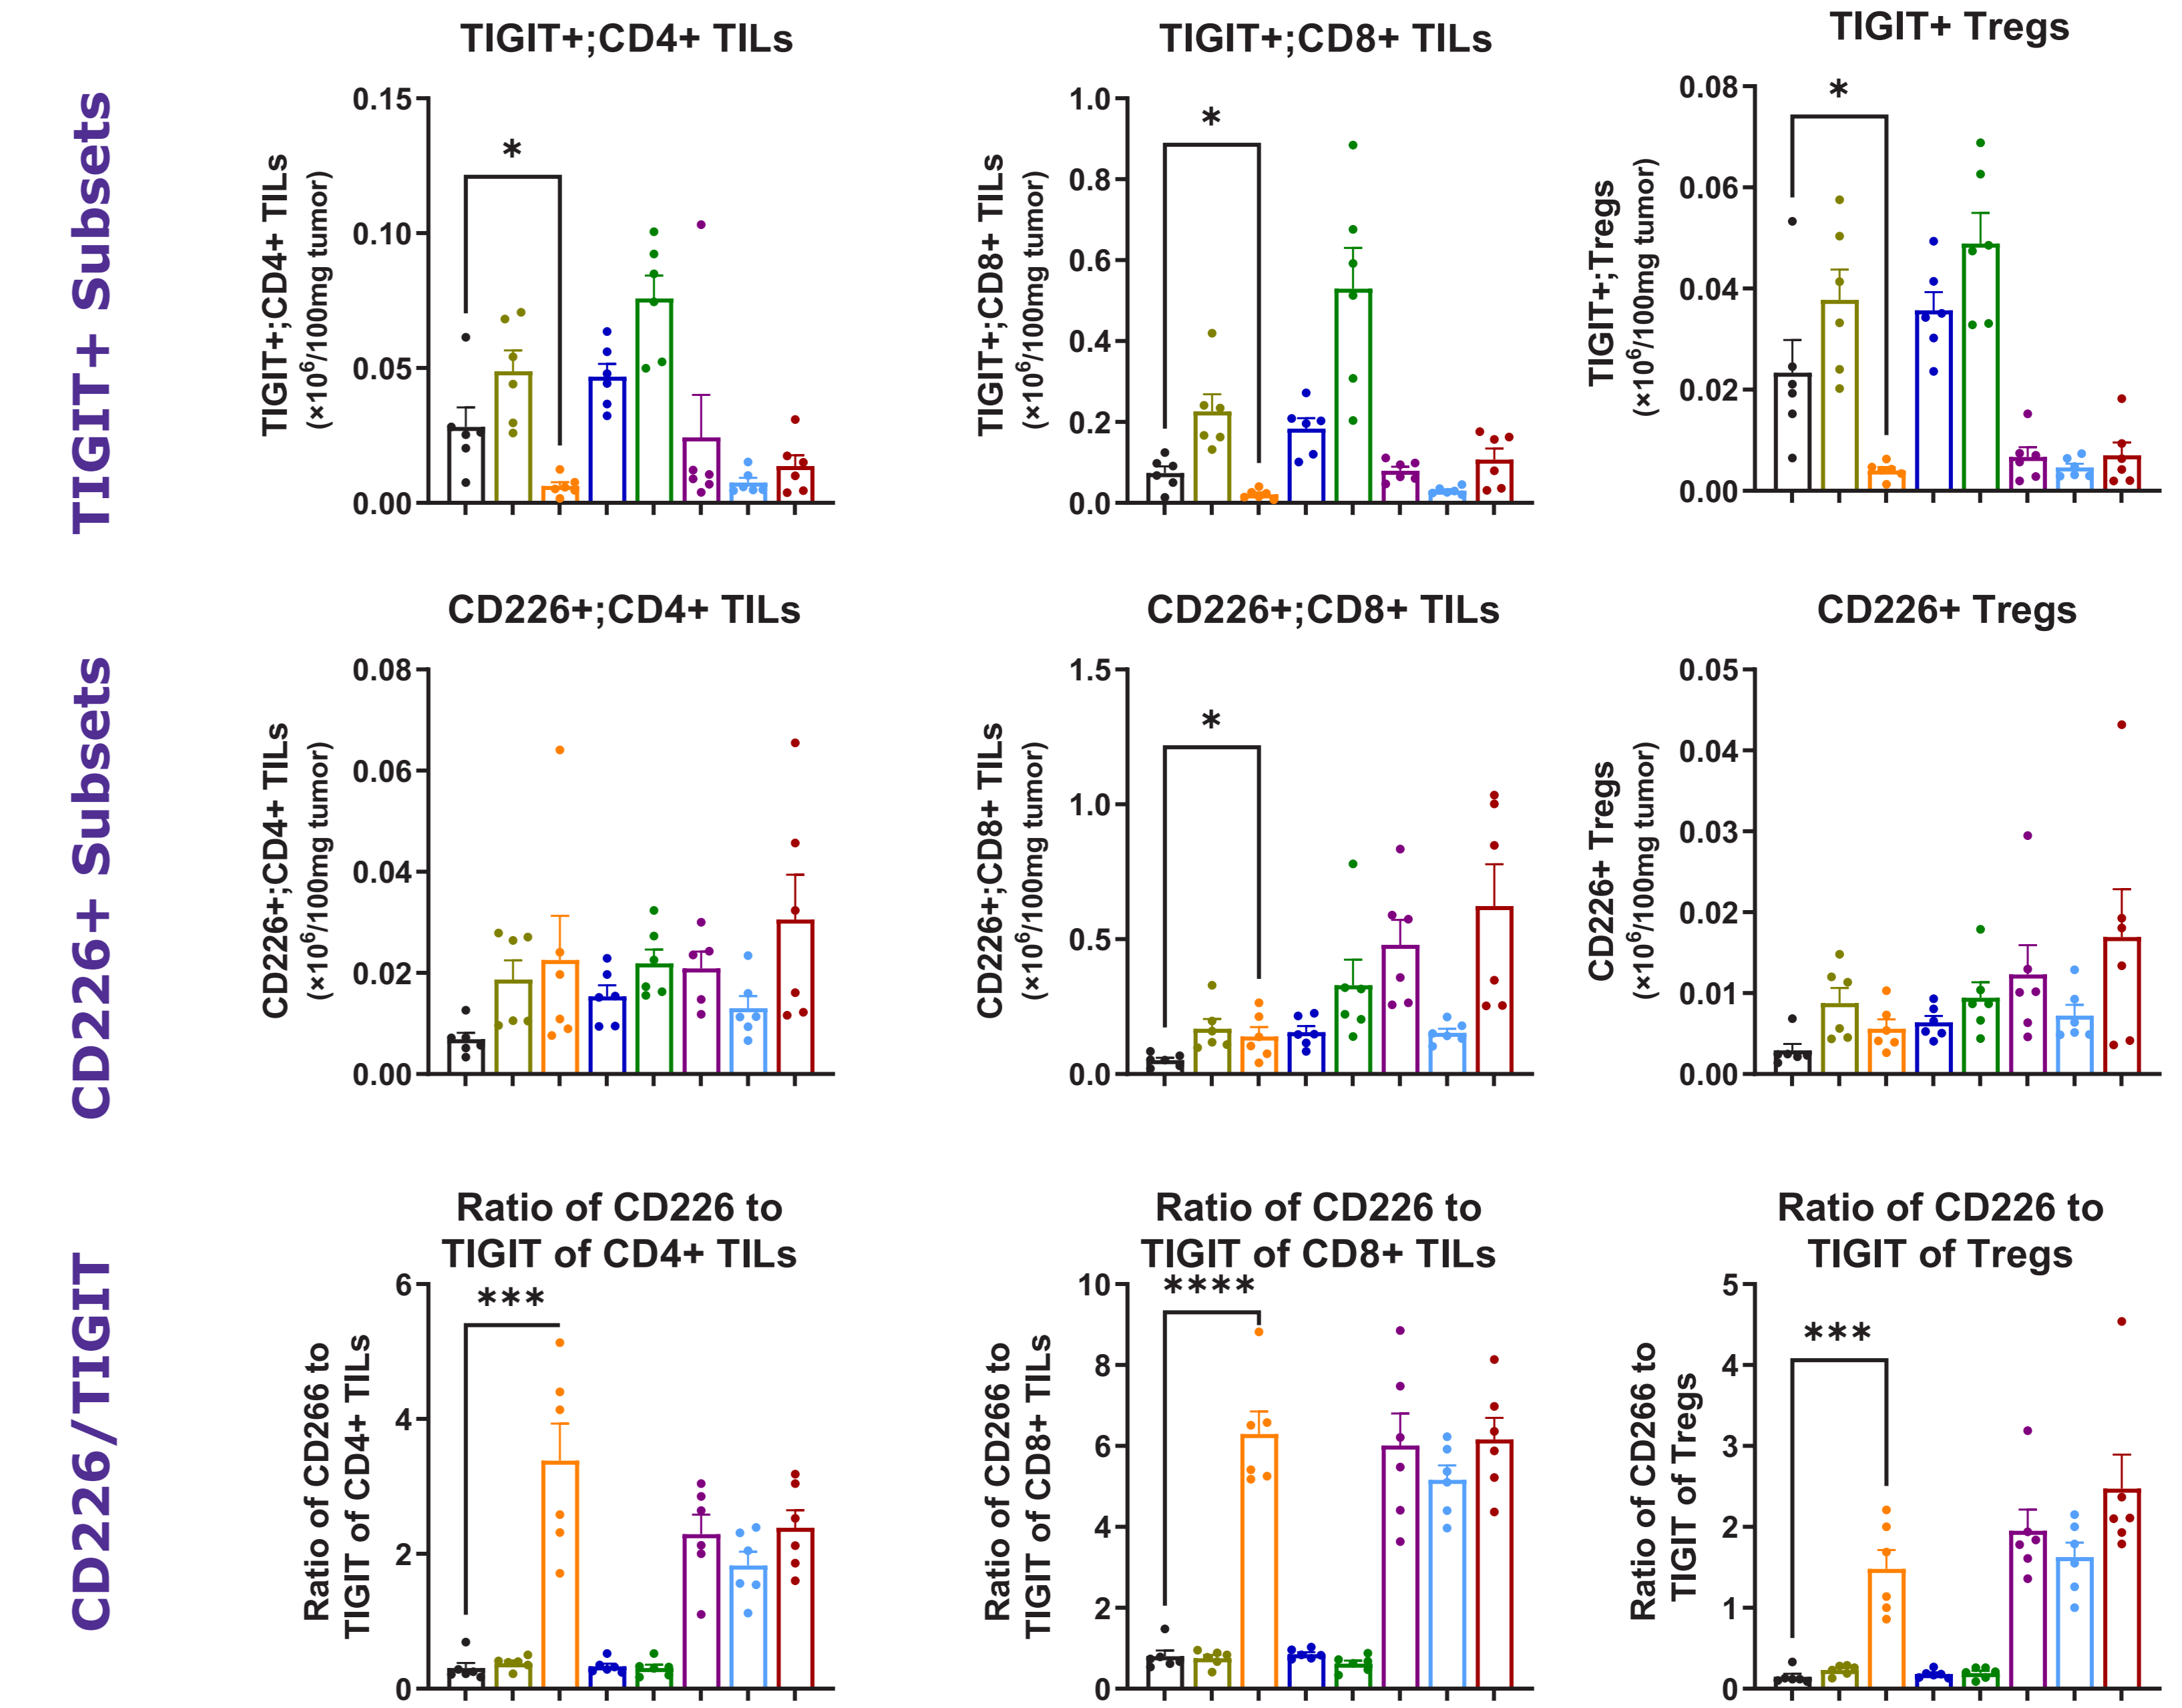 TIGIT+ Subsets
TIGIT+;CD4+ TILs
TIGIT+;CD4+ TILs
(×10⁶/100mg tumor)
0.15
0.10
0.05
0.00
*
TIGIT+;CD8+ TILs
TIGIT+;CD8+ TILs
(×10⁶/100mg tumor)
1.0
0.8
0.6
0.4
0.2
0.0
*
TIGIT+ Tregs
TIGIT+;Tregs
(×10⁶/100mg tumor)
0.08
0.06
0.04
0.02
0.00
*
CD226+ Subsets
CD226+;CD4+ TILs
CD226+;CD4+ TILs
(×10⁶/100mg tumor)
0.08
0.06
0.04
0.02
0.00
CD226+;CD8+ TILs
CD226+;CD8+ TILs
(×10⁶/100mg tumor)
1.5
1.0
0.5
0.0
*
CD226+ Tregs
CD226+ Tregs
(×10⁶/100mg tumor)
0.05
0.04
0.03
0.02
0.01
0.00
CD226/TIGIT
Ratio of CD226 to
TIGIT of CD4+ TILs
Ratio of CD266 to
TIGIT of CD4+ TILs
6
4
2
0
***
Ratio of CD226 to
TIGIT of CD8+ TILs
Ratio of CD266 to
TIGIT of CD8+ TILs
10
8
6
4
2
0
****
Ratio of CD226 to
TIGIT of Tregs
Ratio of CD266 to
TIGIT of Tregs
5
4
3
2
1
0
***